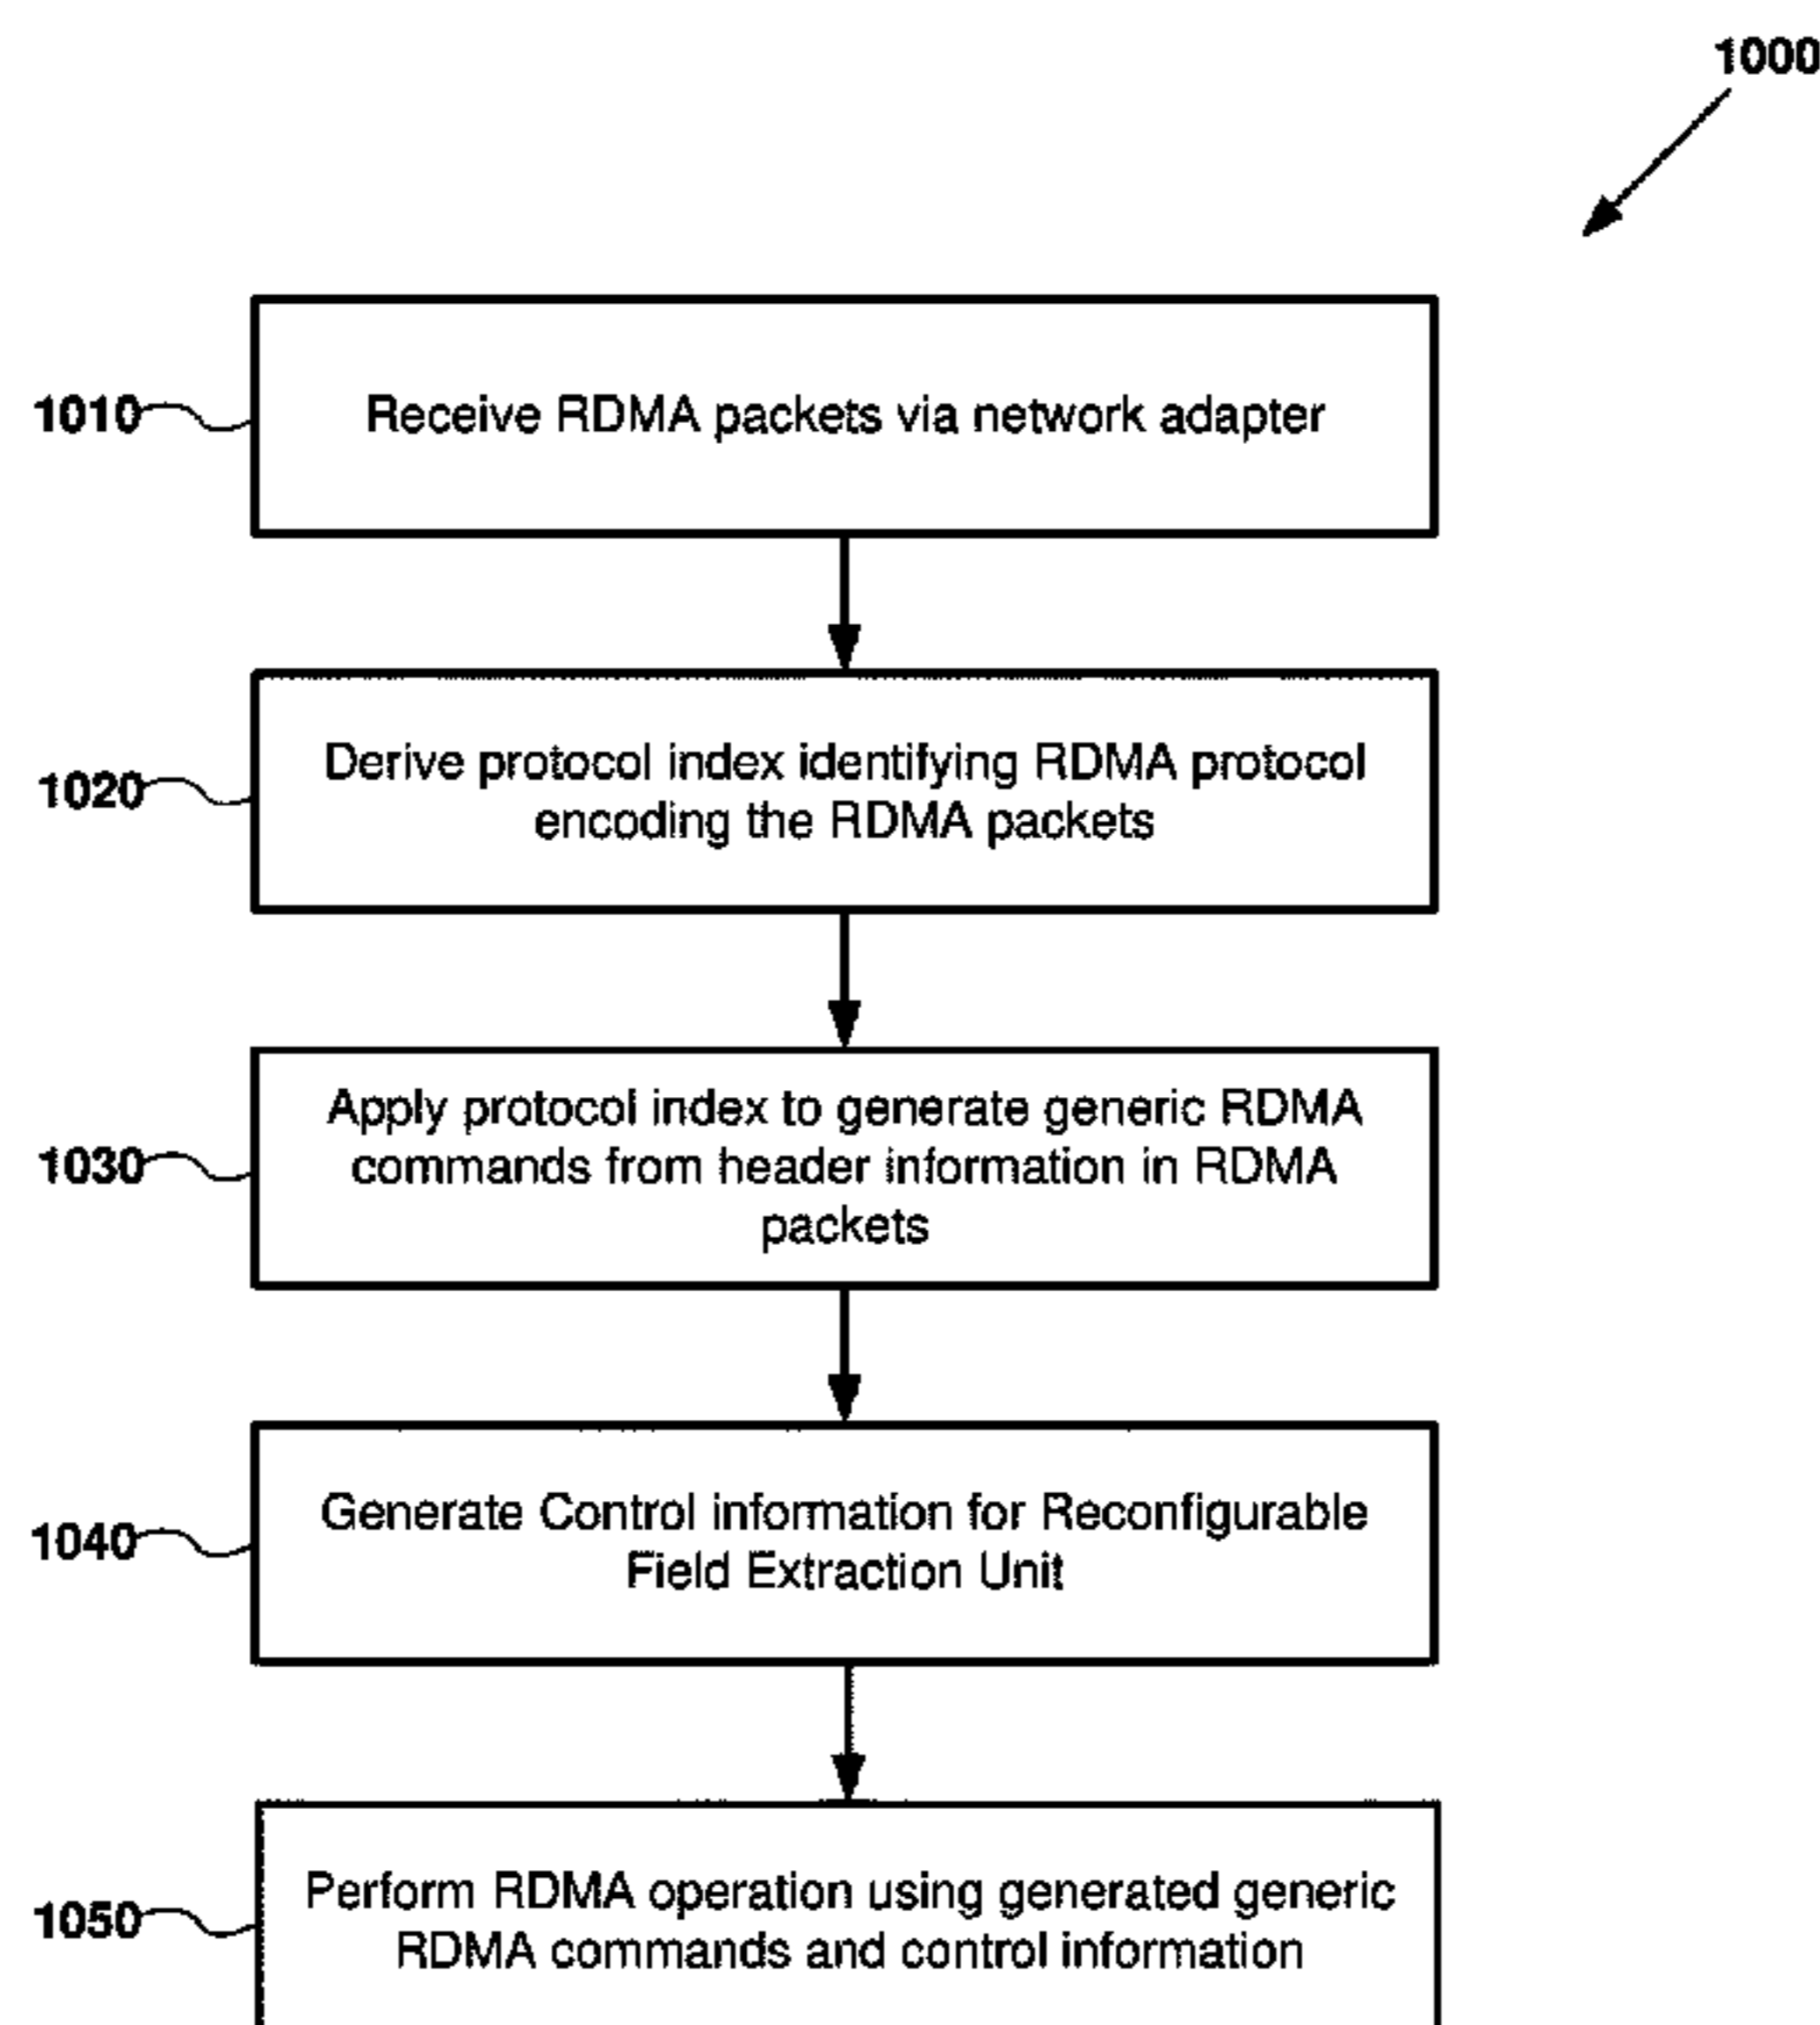 1000
1010
Receive RDMA packets via network adapter
1020
Derive protocol index identifying RDMA protocol
encoding the RDMA packets
1030
Apply protocol index to generate generic RDMA
commands from header information in RDMA
packets
1040
Generate Control information for Reconfigurable
Field Extraction Unit
1050
Perform RDMA operation using generated generic
RDMA commands and control information